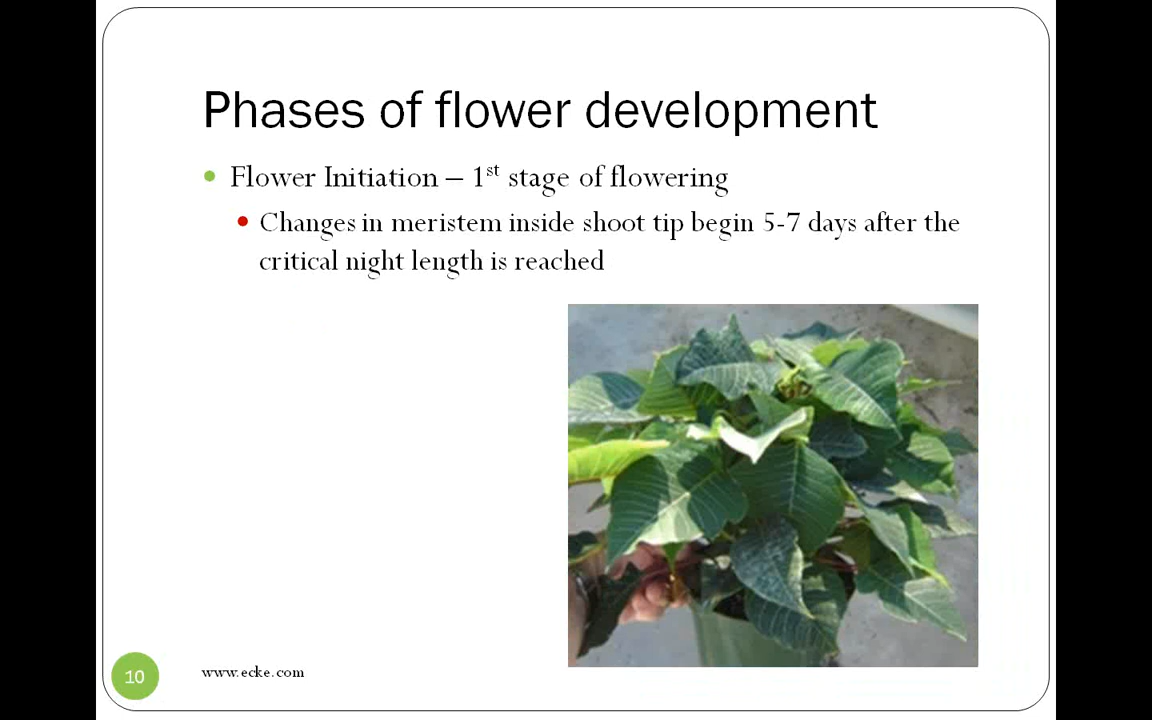 Phases of flower development
Flower Initiation – 1st stage of flowering
Changes in meristem inside shoot tip begin 5-7 days after the
critical night length is reached
10
www.ecke.com